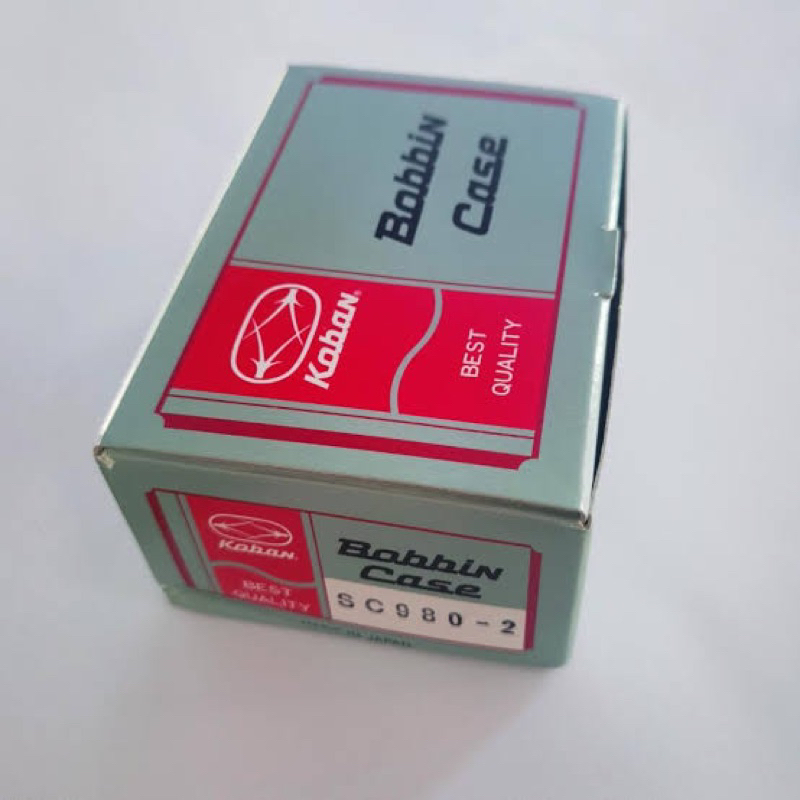 Bobbin
Case
Koban®
BEST
QUALITY
Koban
BEST
QUALITY
Bobbin
Case
SC980-2
MADE IN JAPAN